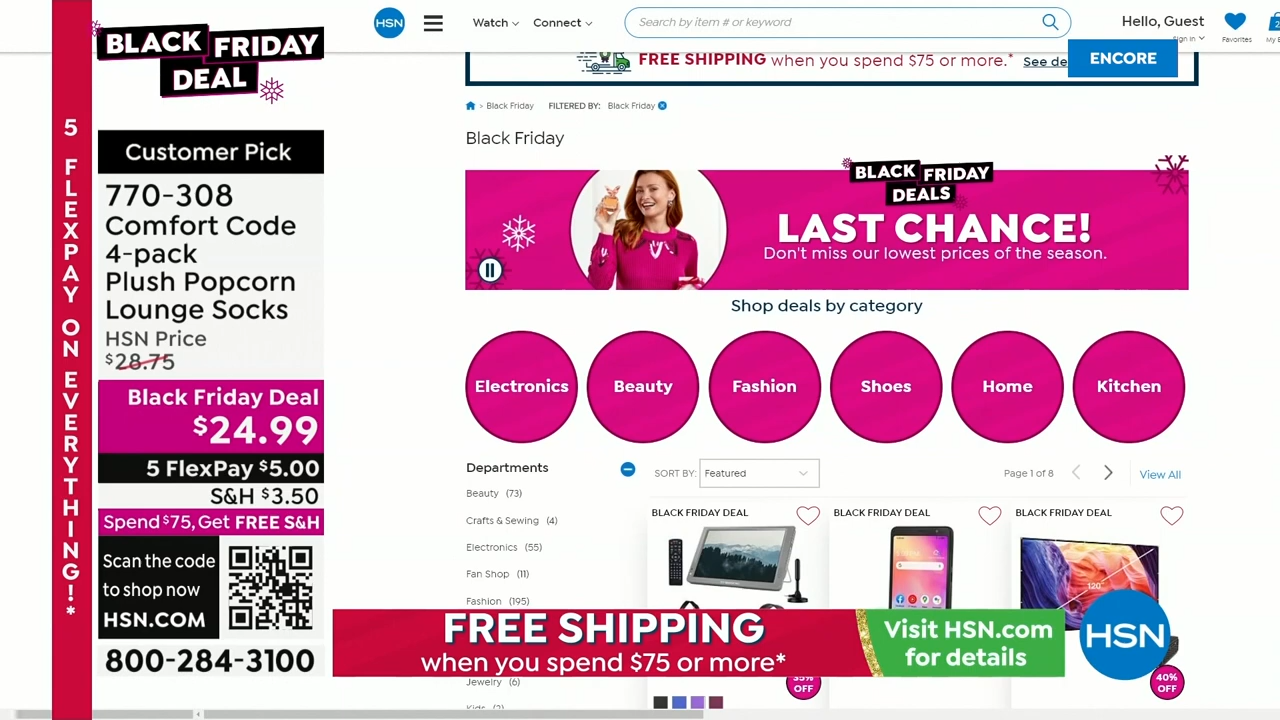 5 FLEXPAY ON EVERYTHING!*
BLACK FRIDAY
DEAL
Customer Pick
770-308
Comfort Code
4-pack
Plush Popcorn
Lounge Socks
HSN Price
$28.75
Black Friday Deal
$24.99
5 FlexPay $5.00
S&H $3.50
Spend $75, Get FREE S&H
Scan the code
to shop now
HSN.COM
800-284-3100
HSN
Watch
Connect
Search by item # or keyword
Hello, Guest
Sign In
Favorites
ENCORE
FREE SHIPPING when you spend $75 or more.* See de
> Black Friday FILTERED BY: Black Friday
Black Friday
BLACK FRIDAY
DEALS
LAST CHANCE!
Don't miss our lowest prices of the season.
Shop deals by category
Electronics
Beauty
Fashion
Shoes
Home
Kitchen
Departments
SORT BY: Featured
Page 1 of 8
View All
Beauty (73)
Crafts & Sewing (4)
Electronics (55)
Fan Shop (11)
Fashion (195)
BLACK FRIDAY DEAL
BLACK FRIDAY DEAL
BLACK FRIDAY DEAL
120°
FREE SHIPPING
when you spend $75 or more*
Visit HSN.com
for details
HSN
Jewelry (6)
35%
OFF
40%
OFF